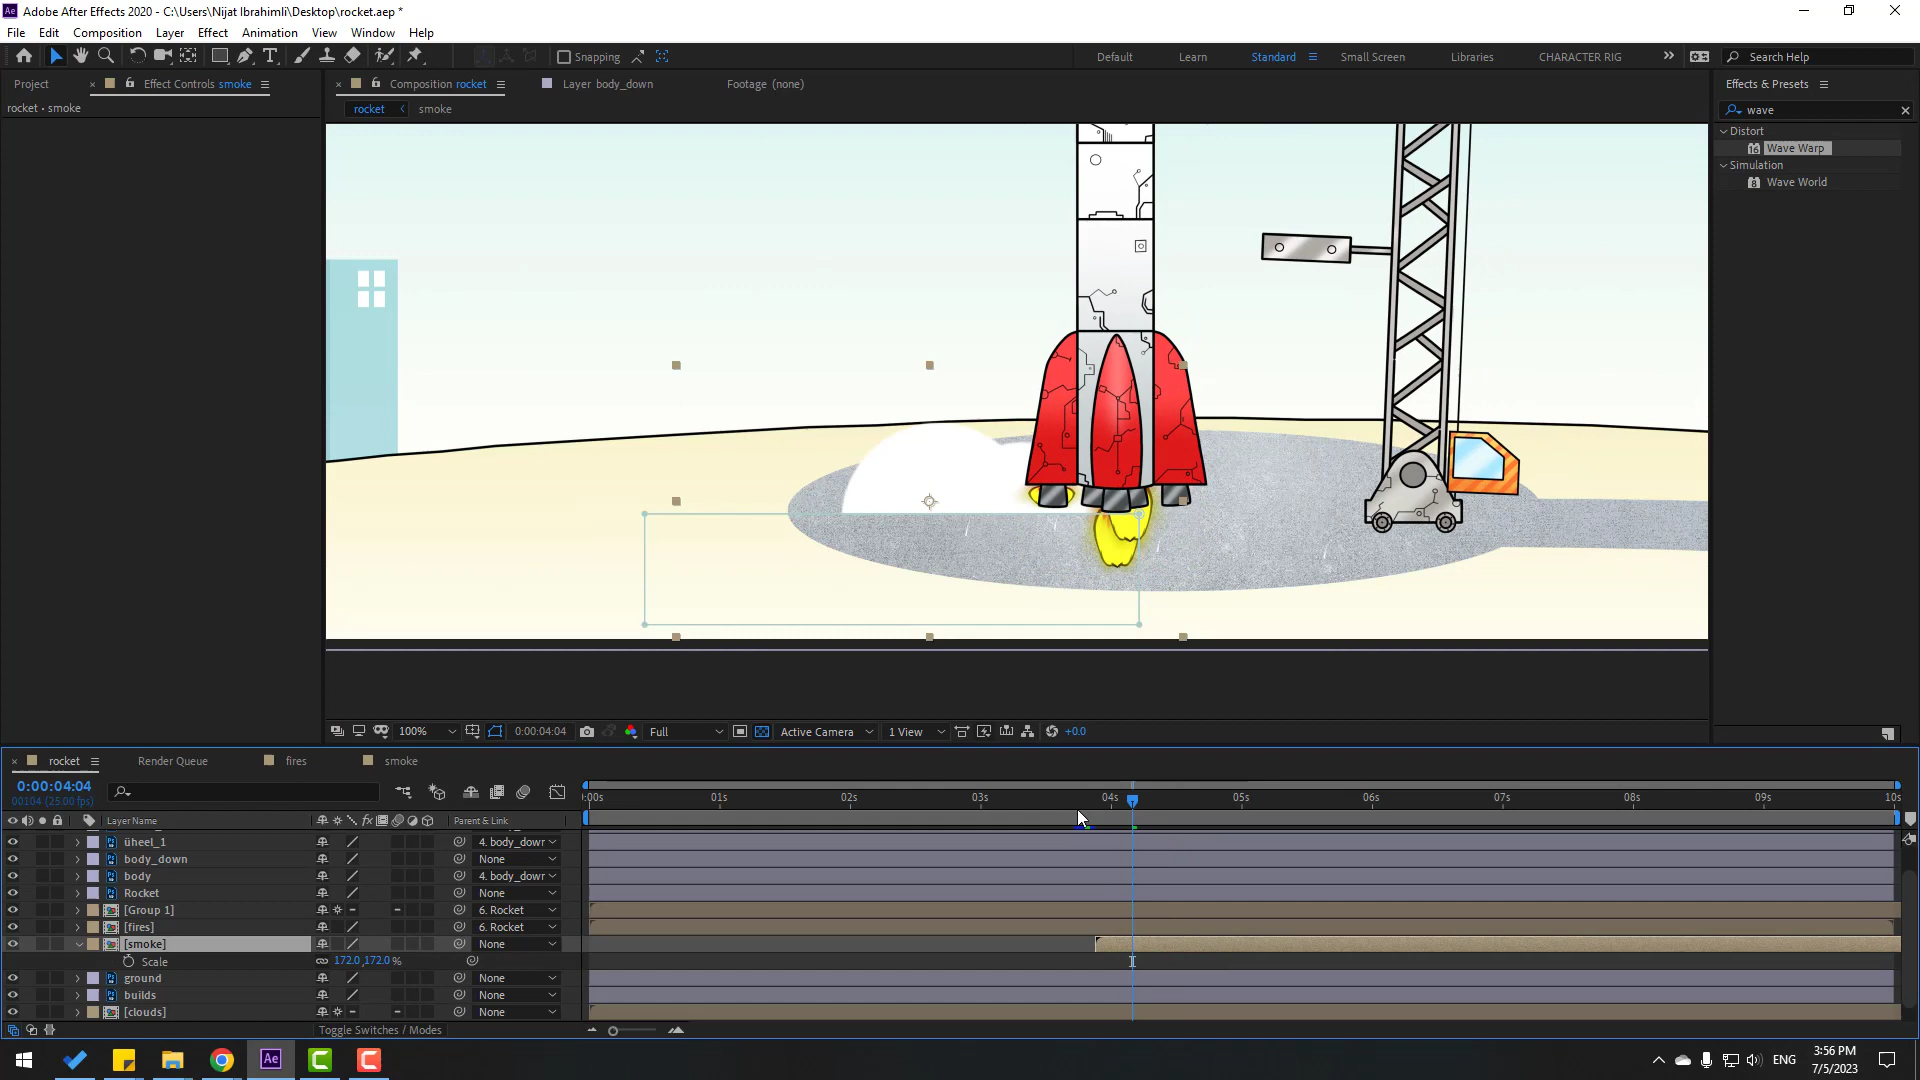 Adobe After Effects 2020 - C:\Users\Nijat Ibrahimli\Desktop\rocket.aep *
File Edit Composition Layer Effect Animation View Window Help
Snapping Default Learn Standard Small Screen Libraries CHARACTER RIG Search Help
Project Effect Controls smoke Composition rocket Layer body_down Footage (none) Effects & Presets
rocket • smoke rocket smoke wave
Distort
Wave Warp
Simulation
Wave World
100% 0:00:04:04 Full Active Camera 1 View +0.0
rocket Render Queue fires smoke
0:00:04:04
00104 (25.00 fps)
:00s 01s 02s 03s 04s 05s 06s 07s 08s 09s 10s
Layer Name Parent & Link
üheel_1 4. body_dowr
body_down None
body 4. body_dowr
Rocket None
[Group 1] 6. Rocket
[fires] 6. Rocket
[smoke] None
Scale 172.0,172.0 %
ground None
builds None
[clouds] None
Toggle Switches / Modes
ENG 3:56 PM
7/5/2023